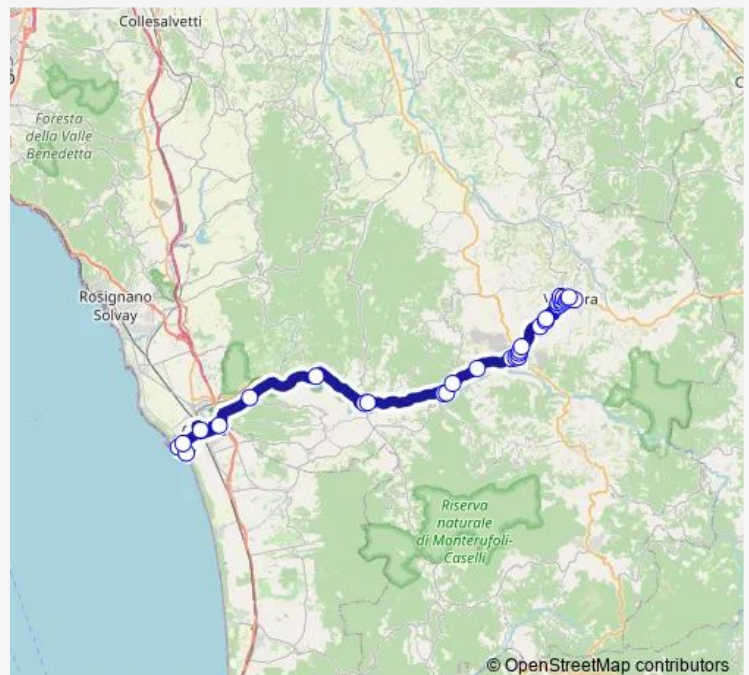 Collesalvetti
Foresta
della Valle
Benedetta
Rosignano
Solvay
Riserva
naturale
di Monterufoli-
Caselli
© OpenStreetMap contributors